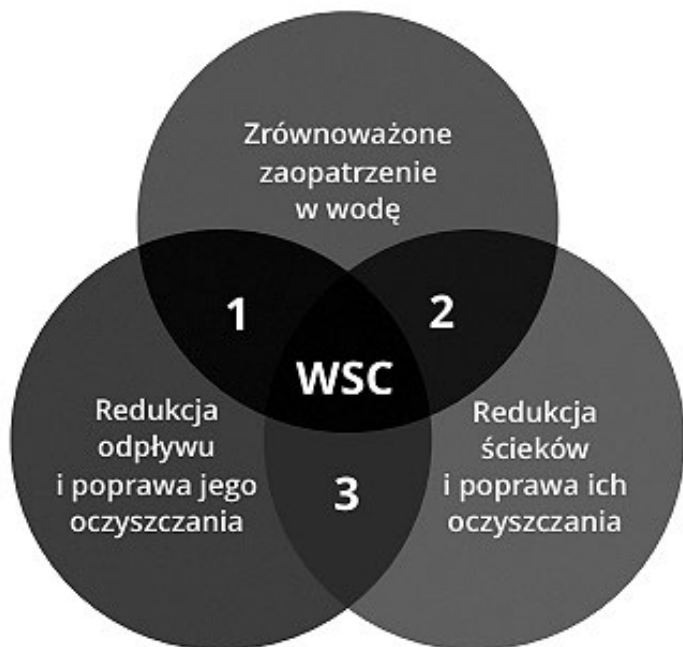 Zrównoważone
zaopatrzenie
w wodę
1
2
WSC
Redukcja
odpływu
i poprawa jego
oczyszczania
Redukcja
ścieków
i poprawa ich
oczyszczania
3